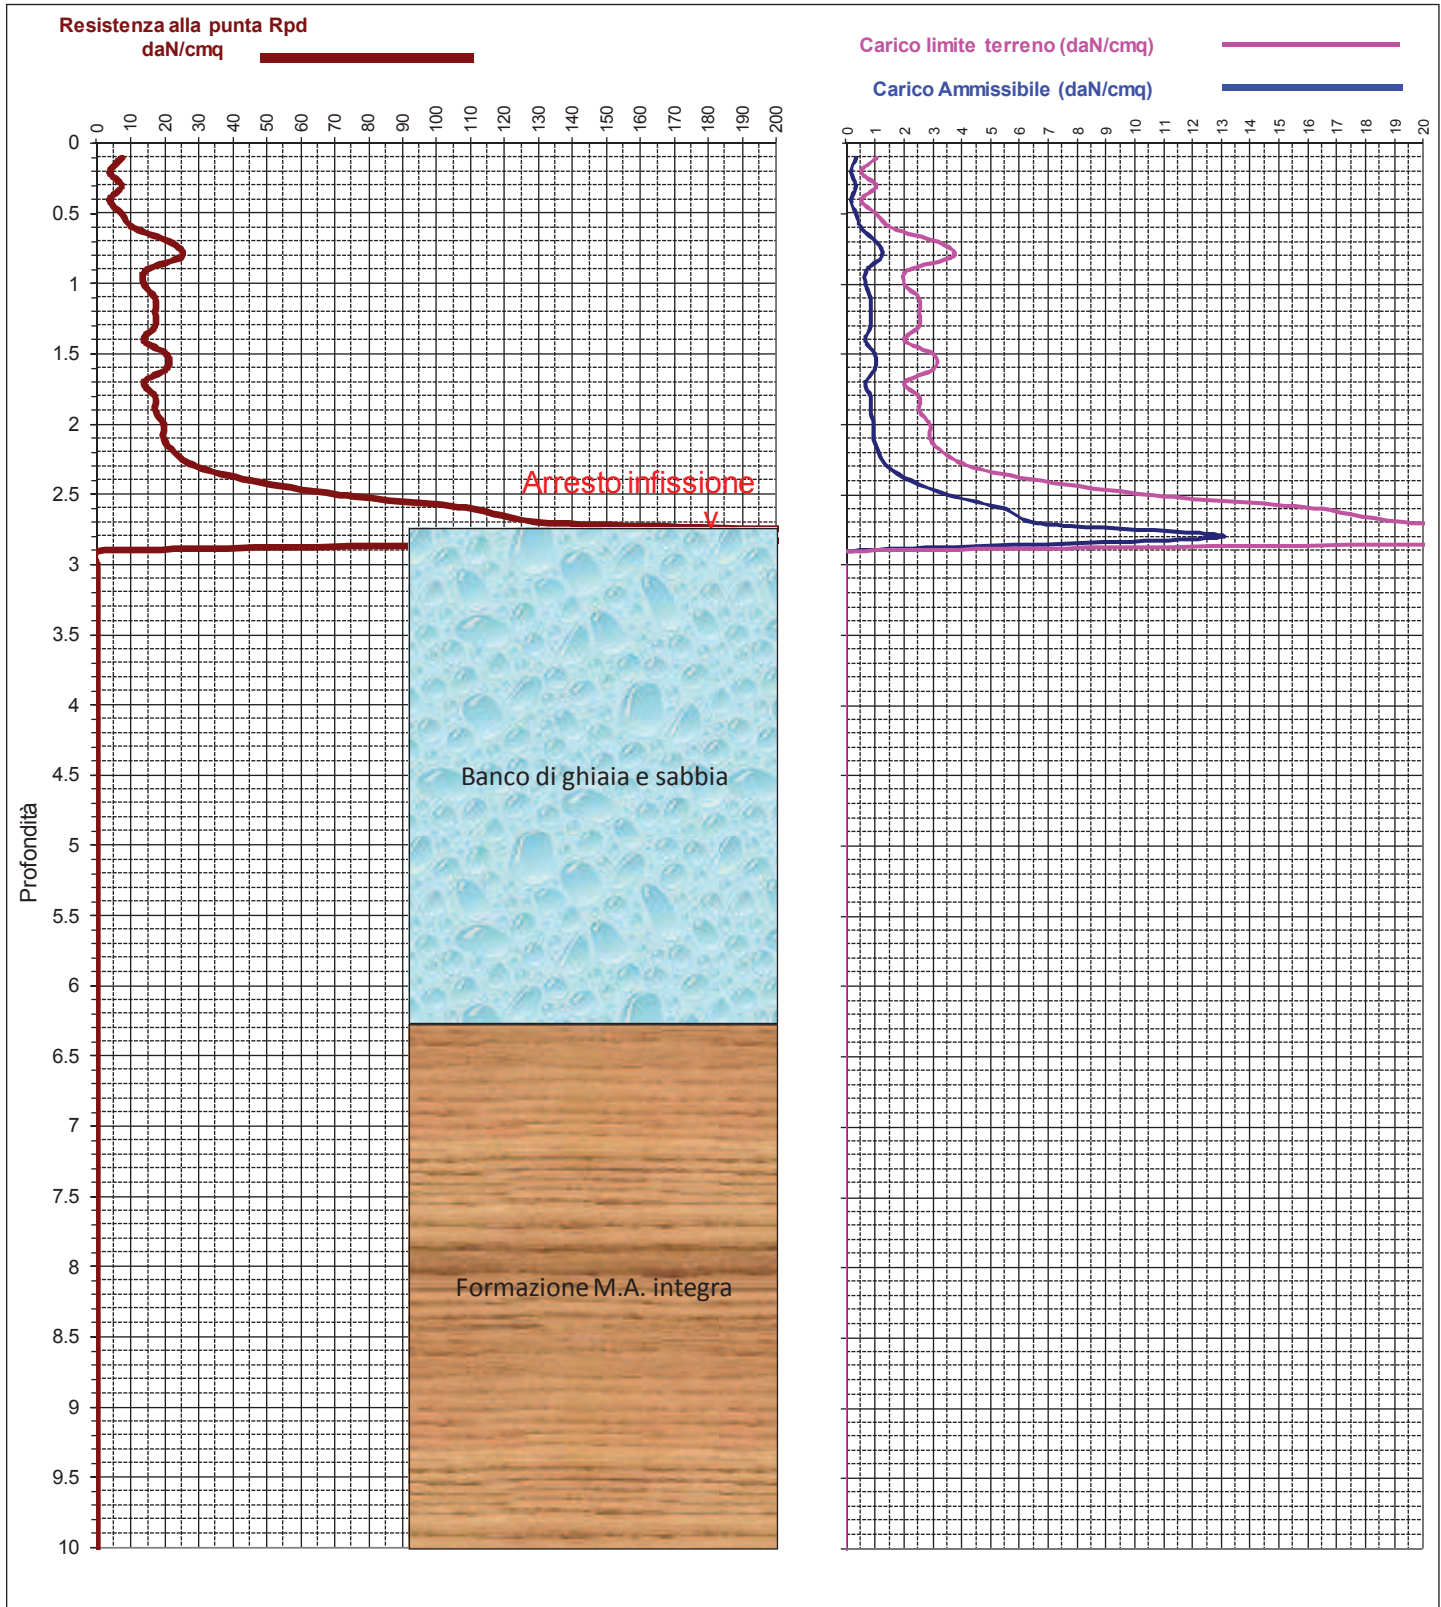 Resistenza alla punta Rpd
daN/cmq
Carico limite terreno (daN/cmq)
Carico Ammissibile (daN/cmq)
0 10 20 30 40 50 60 70 80 90 100 110 120 130 140 150 160 170 180 190 200
0 1 2 3 4 5 6 7 8 9 10 11 12 13 14 15 16 17 18 19 20
0
0.5
1
1.5
2
2.5
Arresto infissione
v
3
3.5
4
4.5
Banco di ghiaia e sabbia
Profondità
5
5.5
6
6.5
7
7.5
8
Formazione M.A. integra
8.5
9
9.5
10